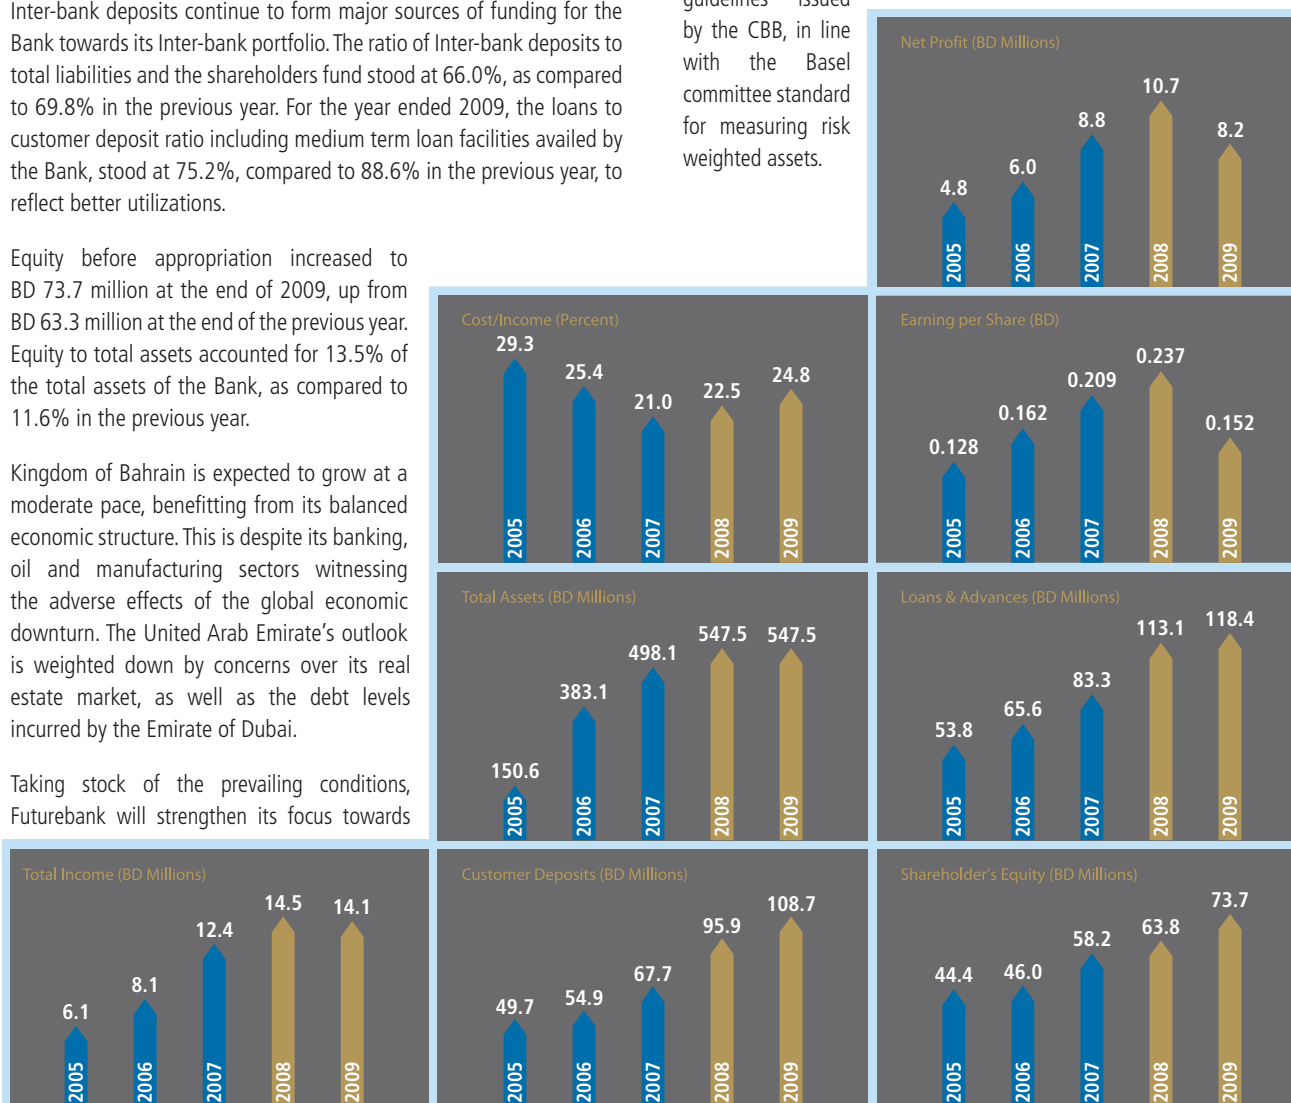 Inter-bank deposits continue to form major sources of funding for the
Bank towards its Inter-bank portfolio. The ratio of Inter-bank deposits to
total liabilities and the shareholders fund stood at 66.0%, as compared
to 69.8% in the previous year. For the year ended 2009, the loans to
customer deposit ratio including medium term loan facilities availed by
the Bank, stood at 75.2%, compared to 88.6% in the previous year, to
reflect better utilizations.
Equity before appropriation increased to
BD 73.7 million at the end of 2009, up from
BD 63.3 million at the end of the previous year.
Equity to total assets accounted for 13.5% of
the total assets of the Bank, as compared to
11.6% in the previous year.
Kingdom of Bahrain is expected to grow at a
moderate pace, benefitting from its balanced
economic structure. This is despite its banking,
oil and manufacturing sectors witnessing
the adverse effects of the global economic
downturn. The United Arab Emirate's outlook
is weighted down by concerns over its real
estate market, as well as the debt levels
incurred by the Emirate of Dubai.
Taking stock of the prevailing conditions,
Futurebank will strengthen its focus towards
guidelines issued
by the CBB, in line
with the Basel
committee standard
for measuring risk
weighted assets.
Net Profit (BD Millions)
4.8 6.0 8.8 10.7 8.2
2005 2006 2007 2008 2009
Cost/Income (Percent)
29.3 25.4 21.0 22.5 24.8
2005 2006 2007 2008 2009
Earning per Share (BD)
0.128 0.162 0.209 0.237 0.152
2005 2006 2007 2008 2009
Total Assets (BD Millions)
150.6 383.1 498.1 547.5 547.5
2005 2006 2007 2008 2009
Loans & Advances (BD Millions)
53.8 65.6 83.3 113.1 118.4
2005 2006 2007 2008 2009
Total Income (BD Millions)
6.1 8.1 12.4 14.5 14.1
2005 2006 2007 2008 2009
Customer Deposits (BD Millions)
49.7 54.9 67.7 95.9 108.7
2005 2006 2007 2008 2009
Shareholder's Equity (BD Millions)
44.4 46.0 58.2 63.8 73.7
2005 2006 2007 2008 2009